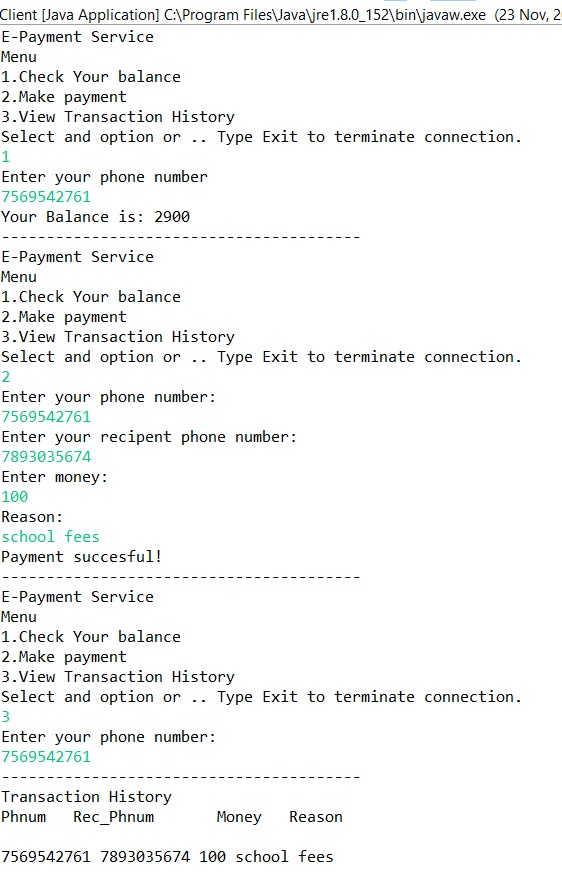 Client [Java Application] C:\Program Files\Java\jre1.8.0_152\bin\javaw.exe (23 Nov, 2
E-Payment Service
Menu
1.Check Your balance
2.Make payment
3.View Transaction History
Select and option or .. Type Exit to terminate connection.
1
Enter your phone number
7569542761
Your Balance is: 2900
----------------------------------------
E-Payment Service
Menu
1.Check Your balance
2.Make payment
3.View Transaction History
Select and option or .. Type Exit to terminate connection.
2
Enter your phone number:
7569542761
Enter your recipent phone number:
7893035674
Enter money:
100
Reason:
school fees
Payment succesful!
----------------------------------------
E-Payment Service
Menu
1.Check Your balance
2.Make payment
3.View Transaction History
Select and option or .. Type Exit to terminate connection.
3
Enter your phone number:
7569542761
----------------------------------------
Transaction History
Phnum   Rec_Phnum       Money   Reason
7569542761 7893035674 100 school fees